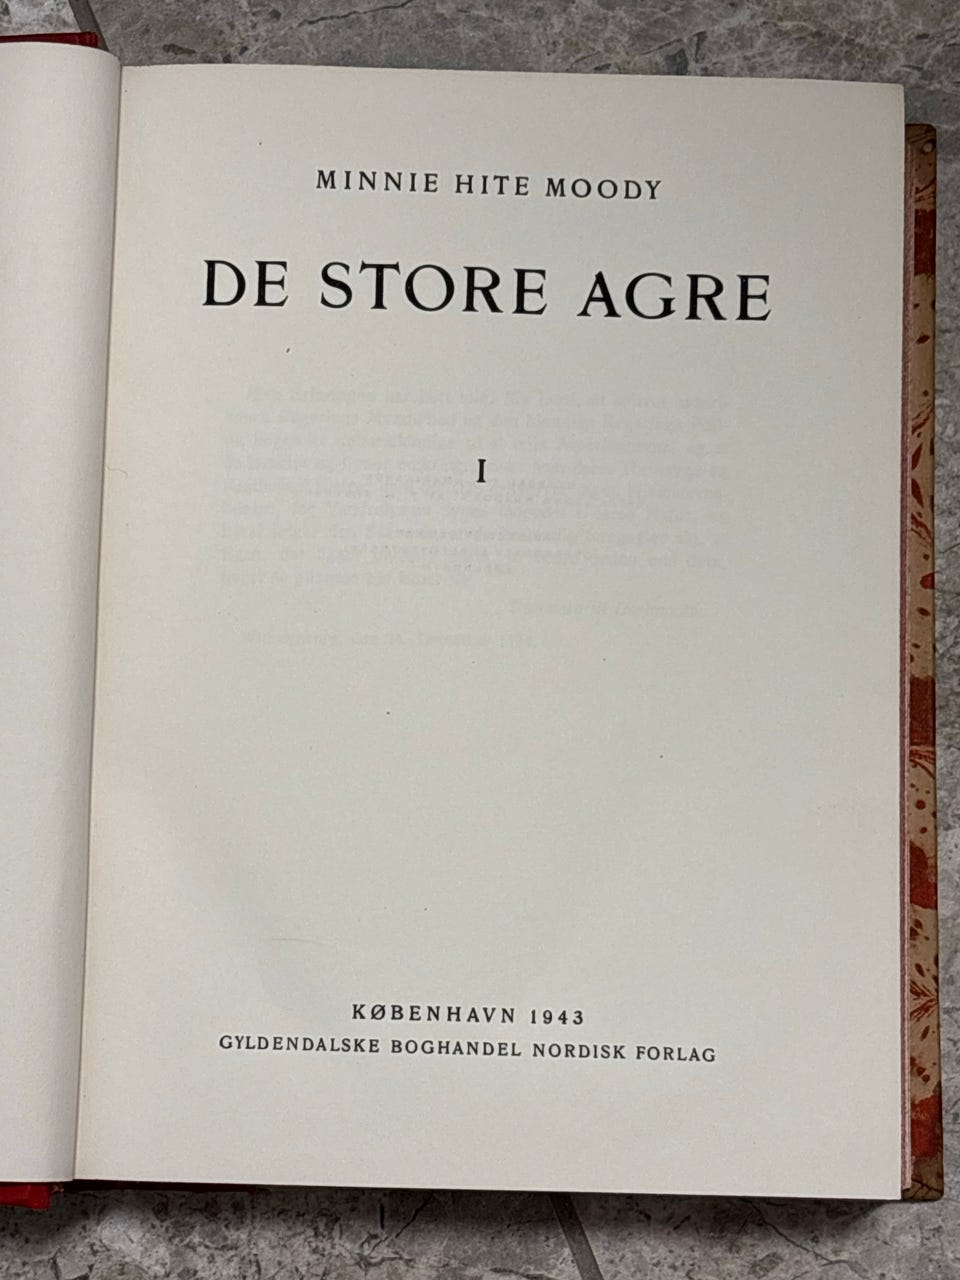 MINNIE HITE MOODY
DE STORE AGRE
I
KØBENHAVN 1943
GYLDENDALSKE BOGHANDEL NORDISK FORLAG